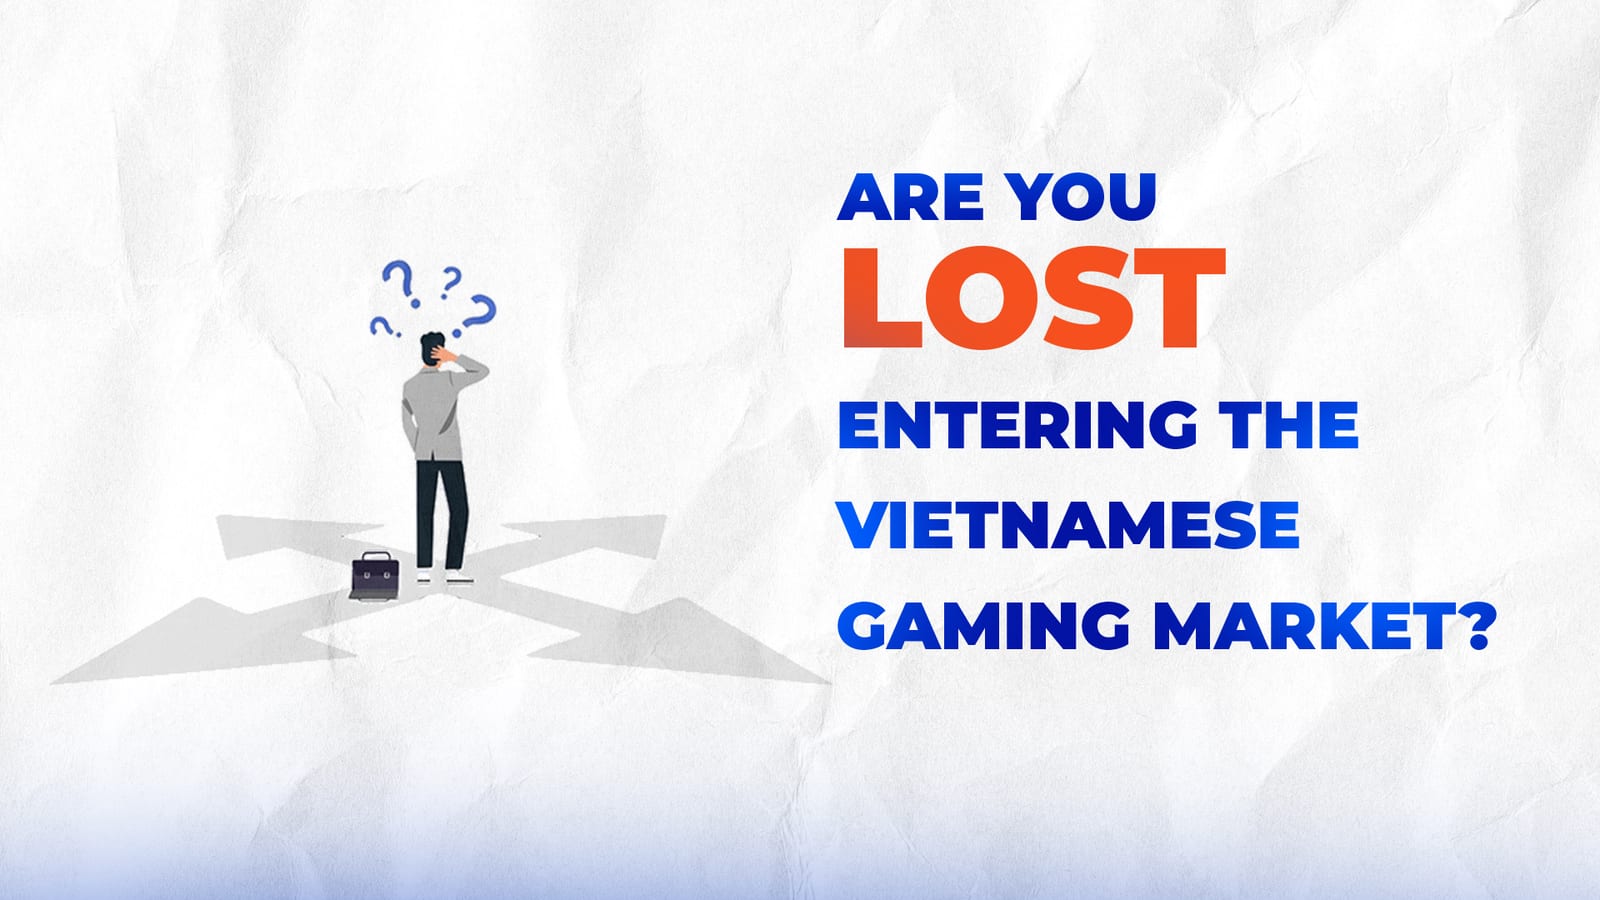 ARE YOU
LOST
ENTERING THE
VIETNAMESE
GAMING MARKET?